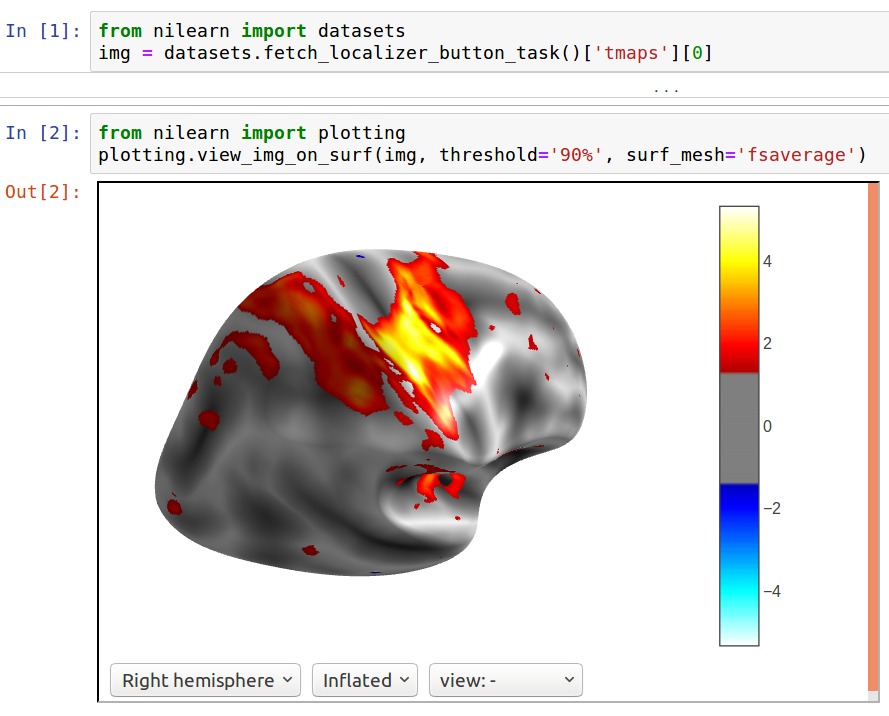 In [1]: from nilearn import datasets
img = datasets.fetch_localizer_button_task()['tmaps'][0]
...
In [2]: from nilearn import plotting
plotting.view_img_on_surf(img, threshold='90%', surf_mesh='fsaverage')
Out[2]:
4
2
0
−2
−4
Right hemisphere
Inflated
view: -